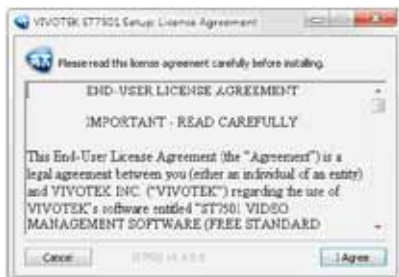 VIVOTEK ST7501 Setup: License Agreement
Please read this license agreement carefully before installing.
END-USER LICENSE AGREEMENT
IMPORTANT - READ CAREFULLY
This End-User License Agreement (the "Agreement") is a
legal agreement between you (either an individual of an entity)
and VIVOTEK INC. ("VIVOTEK") regarding the use of
VIVOTEK's software entitled "ST7501 VIDEO
MANAGEMENT SOFTWARE (FREE STANDARD
Cancel
ST7501
I Agree